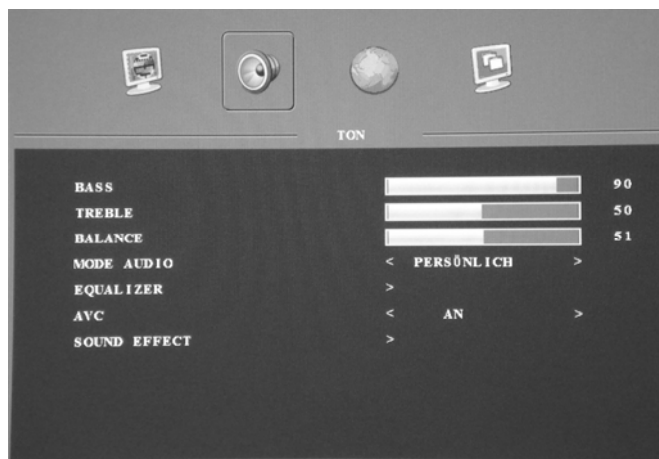 TON
BASS 90
TREBLE 50
BALANCE 51
MODE AUDIO < PERSÖNLICH >
EQUALIZER >
AVC < AN >
SOUND EFFECT >